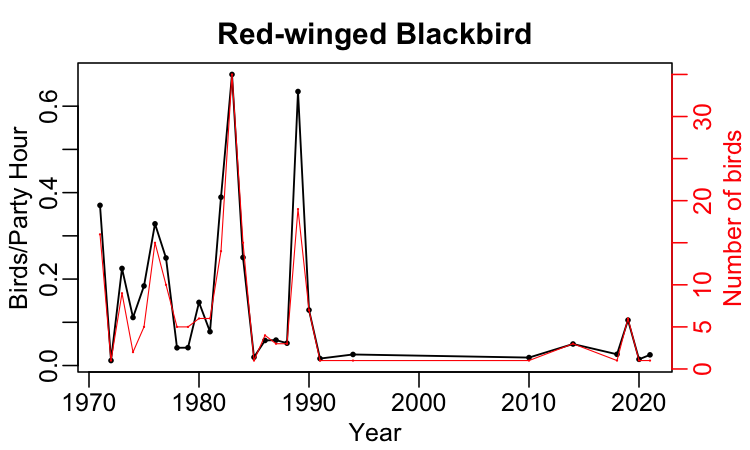 Red-winged Blackbird
Birds/Party Hour
0.0 0.2 0.4 0.6
0 5 10 20 30
Number of birds
1970 1980 1990 2000 2010 2020
Year